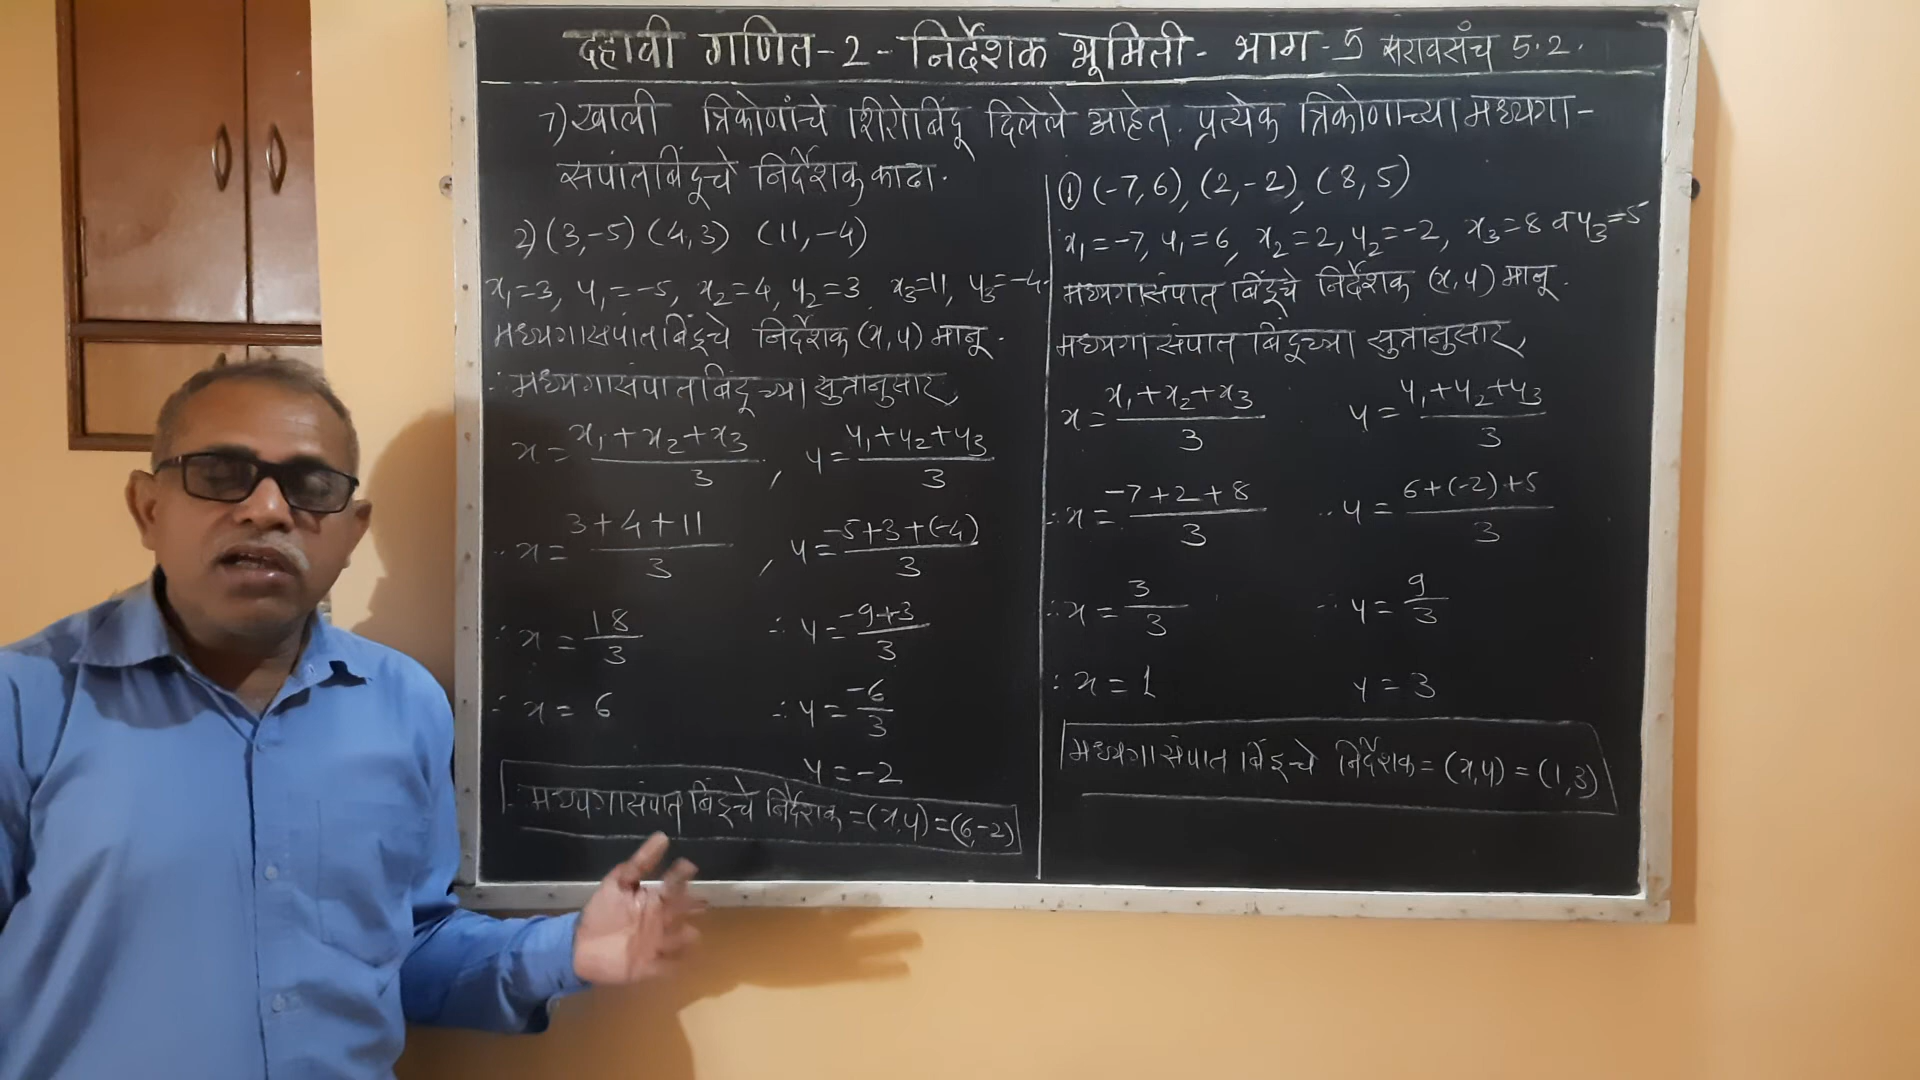 दहावी गणित-2-निर्देशक भूमिती- भाग-5 सरावसंच 5.2.
7) खाली त्रिकोणांचे शिरोबिंदू दिलेले आहेत. प्रत्येक त्रिकोणाच्या मध्यगा-
संपातबिंदूचे निर्देशक काढा.
2) (3,-5) (4,3) (11,-4)
x₁=3, y₁=-5, x₂=4, y₂=3, x₃=11, y₃=-4.
मध्यगासंपातबिंदूचे निर्देशक (x,y) मानू.
∴ मध्यगासंपातबिंदूच्या सुत्रानुसार,
x = (x₁+x₂+x₃)/3 , y = (y₁+y₂+y₃)/3
∴ x = (3+4+11)/3 , y = (-5+3+(-4))/3
∴ x = 18/3 ∴ y = (-9+3)/3
∴ x = 6 ∴ y = -6/3
y = -2
∴ मध्यगासंपात बिंदूचे निर्देशक = (x,y) = (6,-2)
① (-7,6), (2,-2), (8,5)
x₁=-7, y₁=6, x₂=2, y₂=-2, x₃=8 व y₃=5
मध्यगासंपात बिंदूचे निर्देशक (x,y) मानू.
मध्यगासंपात बिंदूच्या सुत्रानुसार,
x = (x₁+x₂+x₃)/3 y = (y₁+y₂+y₃)/3
∴ x = (-7+2+8)/3 ∴ y = (6+(-2)+5)/3
∴ x = 3/3 ∴ y = 9/3
∴ x = 1 y = 3
मध्यगासंपात बिंदूचे निर्देशक = (x,y) = (1,3)